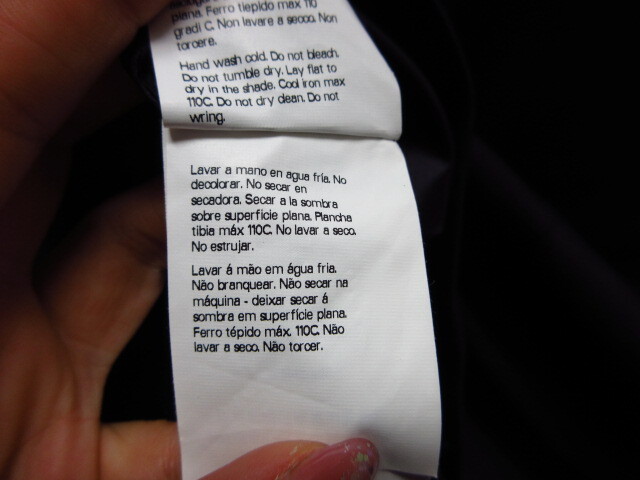 plana. Ferro tiepido max 110
gradi C. Non lavare a secco. Non
torcere.
Hand wash cold. Do not bleach.
Do not tumble dry. Lay flat to
dry in the shade. Cool iron max
110C. Do not dry clean. Do not
wring.
Lavar a mano en agua fría. No
decolorar. No secar en
secadora. Secar a la sombra
sobre superfície plana. Plancha
tibia máx 110C. No lavar a seco.
No estrujar.
Lavar á mão em água fria.
Não branquear. Não secar na
máquina - deixar secar á
sombra em superfície plana.
Ferro tépido máx. 110C. Não
lavar a seco. Não torcer.